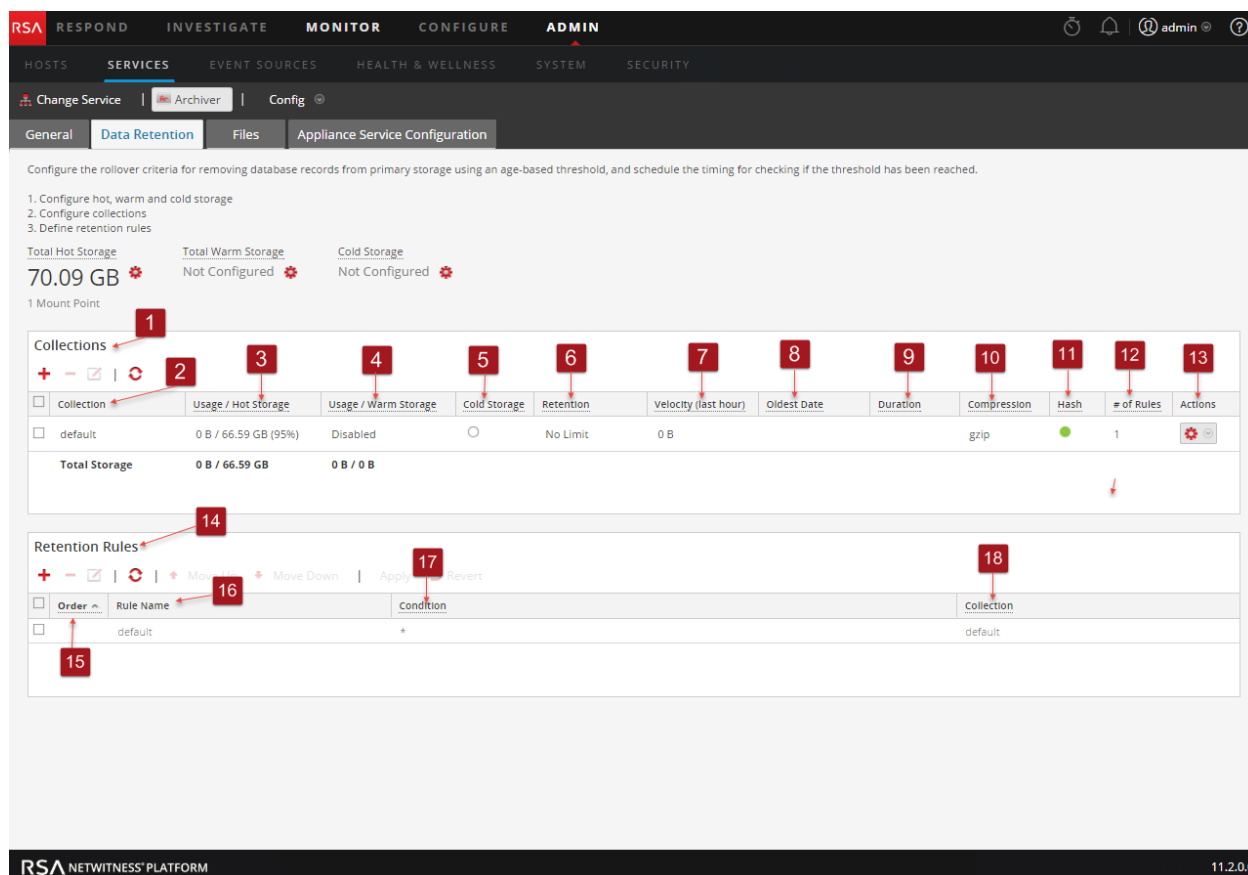 RSA RESPOND INVESTIGATE MONITOR CONFIGURE ADMIN admin
HOSTS SERVICES EVENT SOURCES HEALTH & WELLNESS SYSTEM SECURITY
Change Service | Archiver | Config
General Data Retention Files Appliance Service Configuration
Configure the rollover criteria for removing database records from primary storage using an age-based threshold, and schedule the timing for checking if the threshold has been reached.
1. Configure hot, warm and cold storage
2. Configure collections
3. Define retention rules
Total Hot Storage Total Warm Storage Cold Storage
70.09 GB Not Configured Not Configured
1 Mount Point
1
Collections
2 3 4 5 6 7 8 9 10 11 12 13
Collection Usage / Hot Storage Usage / Warm Storage Cold Storage Retention Velocity (last hour) Oldest Date Duration Compression Hash # of Rules Actions
default 0 B / 66.59 GB (95%) Disabled No Limit 0 B gzip 1
Total Storage 0 B / 66.59 GB 0 B / 0 B
14
Retention Rules
17 18
Move Down | Apply Revert
16
Order Rule Name Condition Collection
default * default
15
RSA NETWITNESS® PLATFORM 11.2.0.